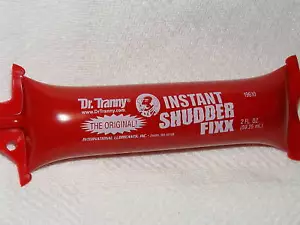 Dr. Tranny
www.DrTranny.com
THE ORIGINAL!
INTERNATIONAL LUBRICANTS, INC.
INSTANT
SHUDDER
FIXX
19610
2 FL. OZ
(59.25 mL.)